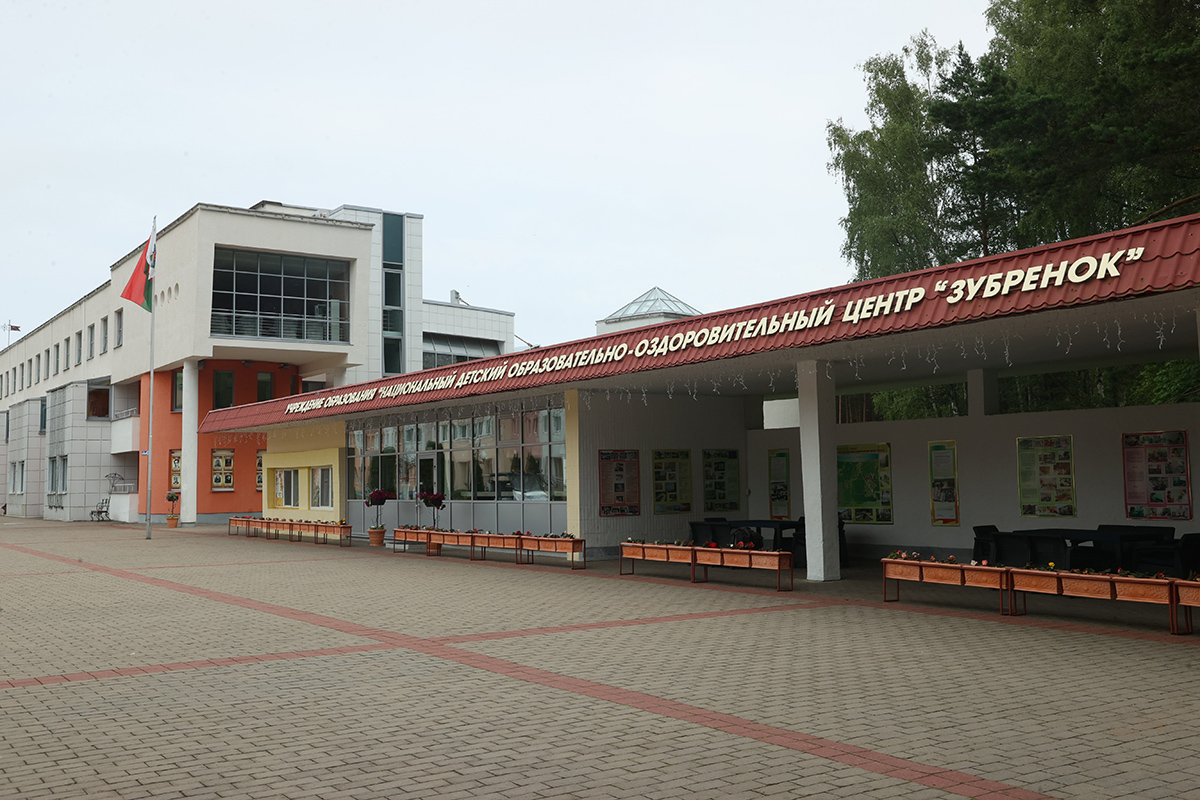 УЧРЕЖДЕНИЕ ОБРАЗОВАНИЯ "НАЦИОНАЛЬНЫЙ ДЕТСКИЙ ОБРАЗОВАТЕЛЬНО-ОЗДОРОВИТЕЛЬНЫЙ ЦЕНТР "ЗУБРЕНОК"